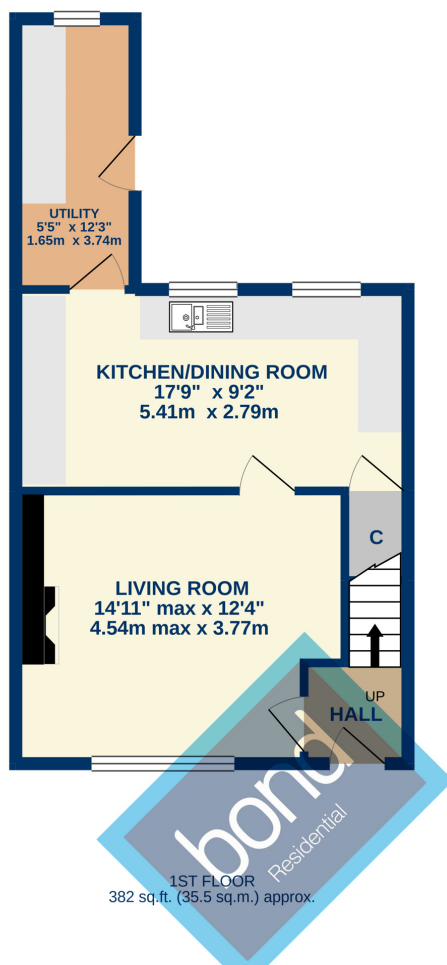 UTILITY
5'5" x 12'3"
1.65m x 3.74m
KITCHEN/DINING ROOM
17'9" x 9'2"
5.41m x 2.79m
C
LIVING ROOM
14'11" max x 12'4"
4.54m max x 3.77m
UP
HALL
bond
Residential
1ST FLOOR
382 sq.ft. (35.5 sq.m.) approx.